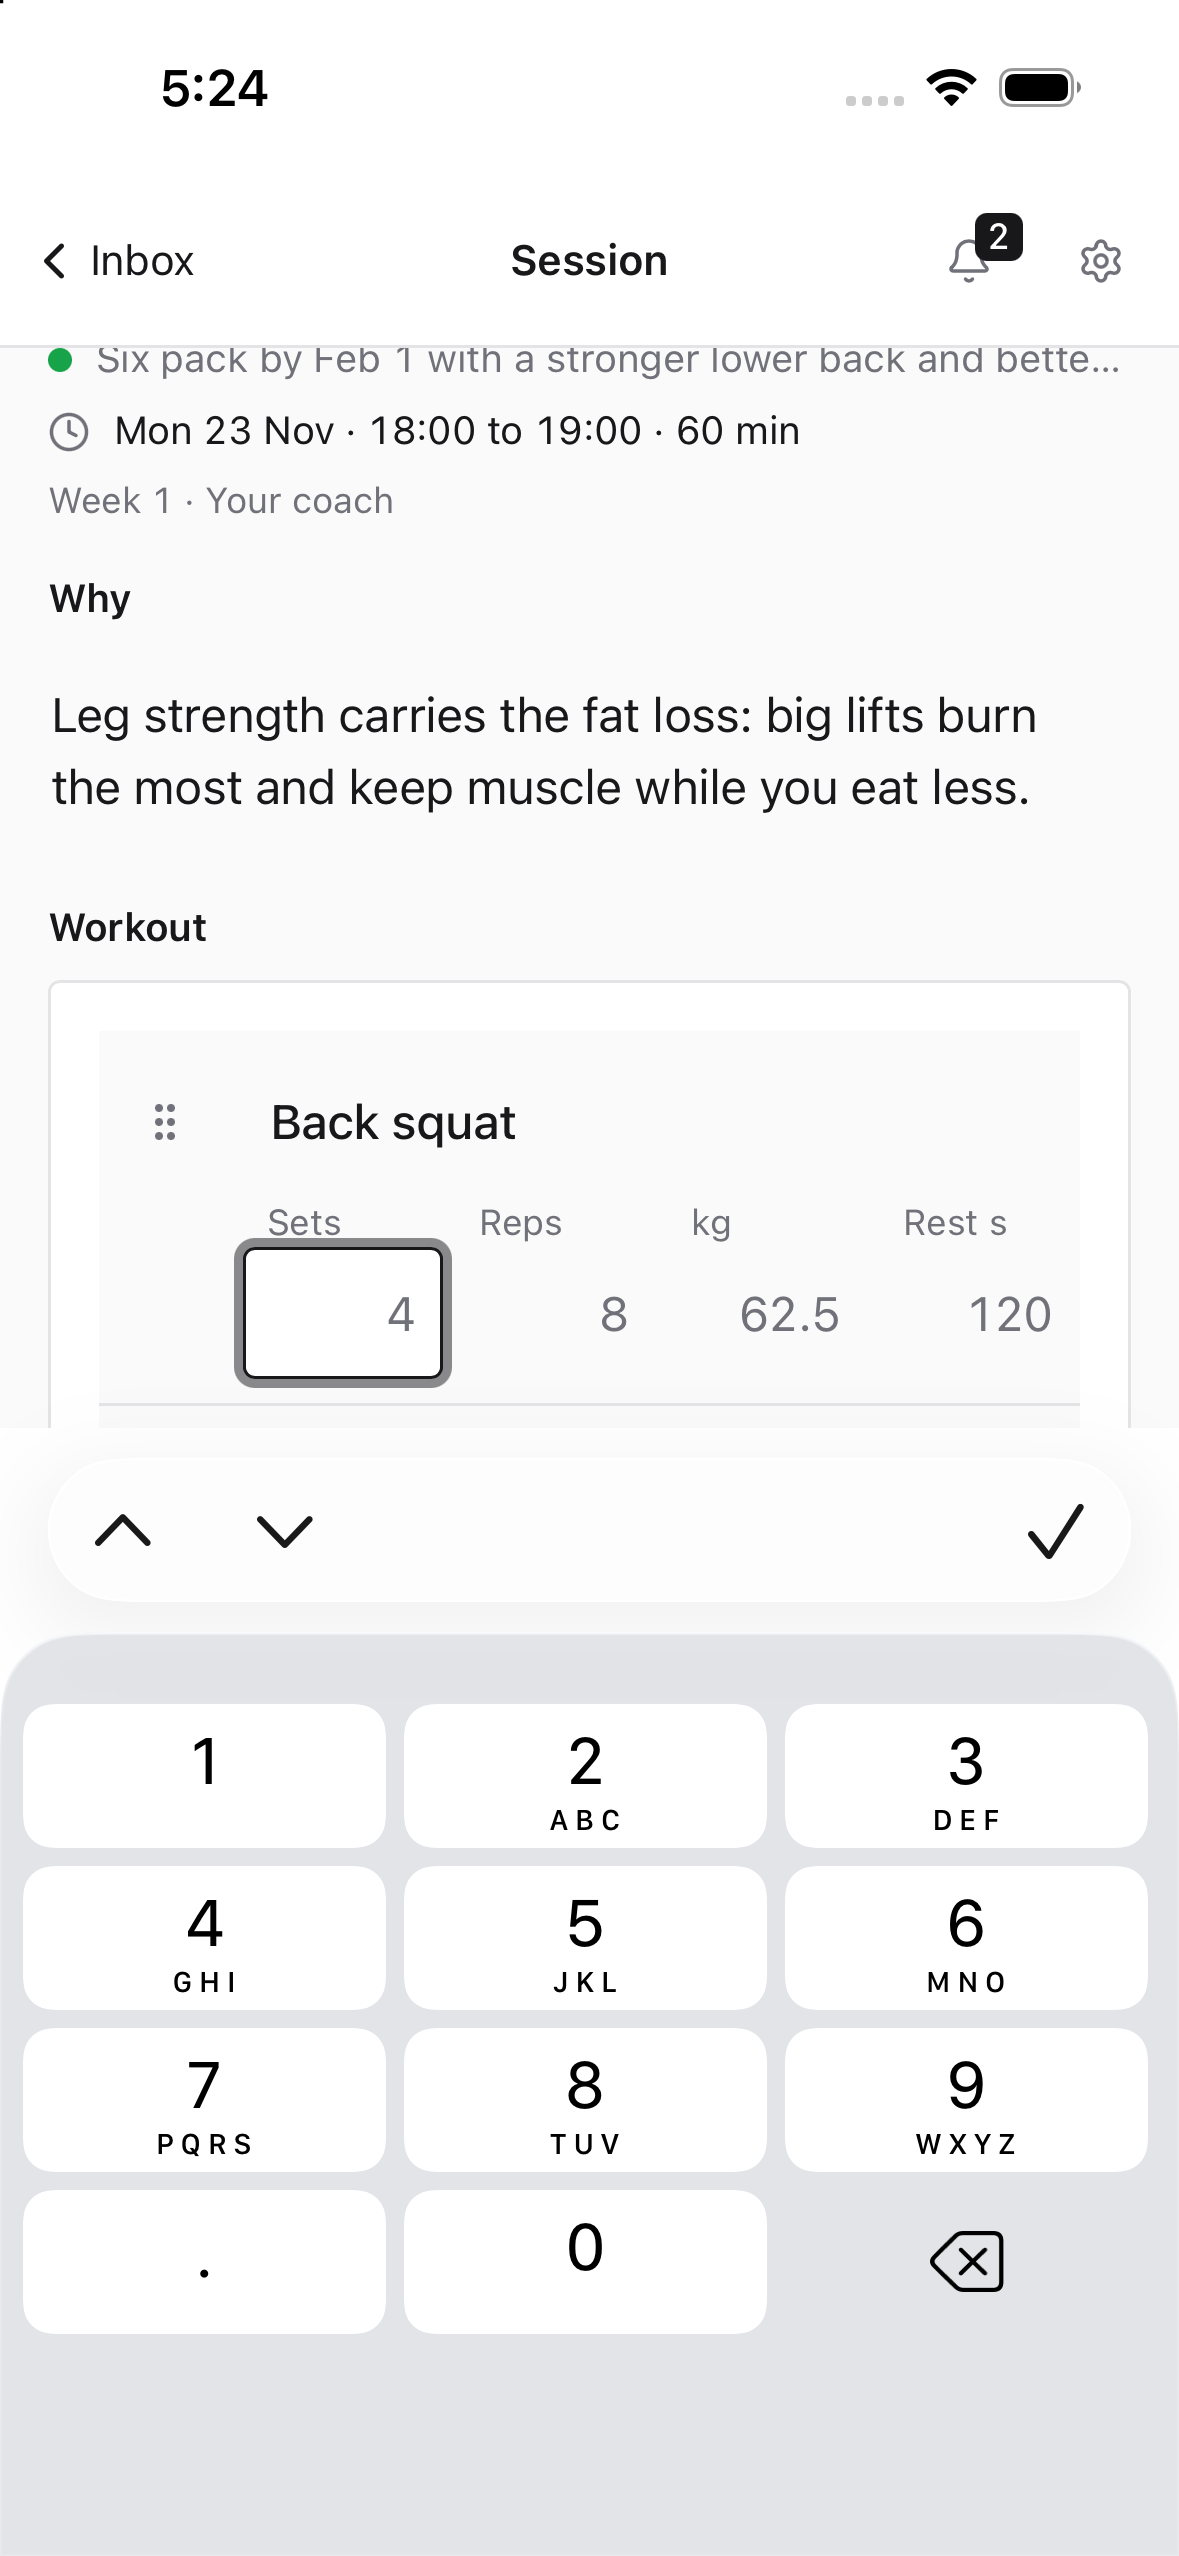 5:24
Inbox
Session
2
Six pack by Feb 1 with a stronger lower back and bette...
Mon 23 Nov · 18:00 to 19:00 · 60 min
Week 1 · Your coach
Why
Leg strength carries the fat loss: big lifts burn
the most and keep muscle while you eat less.
Workout
Back squat
Sets Reps kg Rest s
4 8 62.5 120
1 2 3
ABC DEF
4 5 6
GHI JKL MNO
7 8 9
PQRS TUV WXYZ
. 0